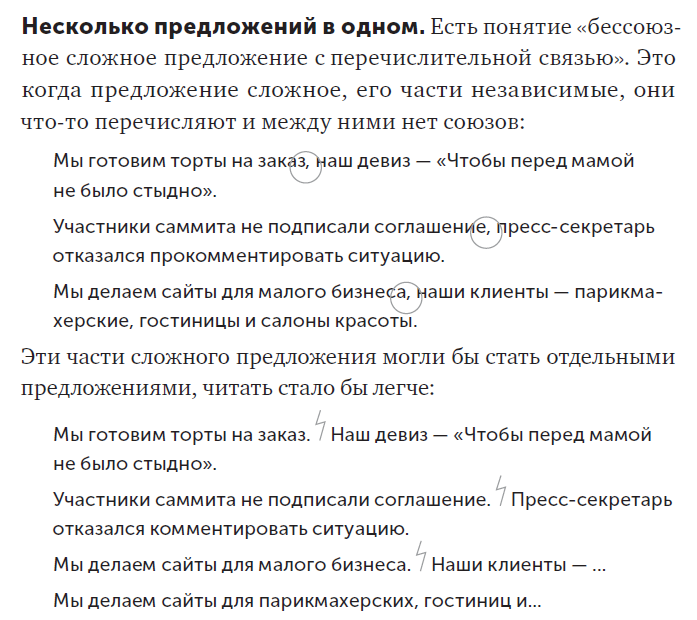 Несколько предложений в одном. Есть понятие «бессоюз-
ное сложное предложение с перечислительной связью». Это
когда предложение сложное, его части независимые, они
что-то перечисляют и между ними нет союзов:
Мы готовим торты на заказ, наш девиз — «Чтобы перед мамой
не было стыдно».
Участники саммита не подписали соглашение, пресс-секретарь
отказался прокомментировать ситуацию.
Мы делаем сайты для малого бизнеса, наши клиенты — парикма-
херские, гостиницы и салоны красоты.
Эти части сложного предложения могли бы стать отдельными
предложениями, читать стало бы легче:
Мы готовим торты на заказ. Наш девиз — «Чтобы перед мамой
не было стыдно».
Участники саммита не подписали соглашение. Пресс-секретарь
отказался комментировать ситуацию.
Мы делаем сайты для малого бизнеса. Наши клиенты — ...
Мы делаем сайты для парикмахерских, гостиниц и...